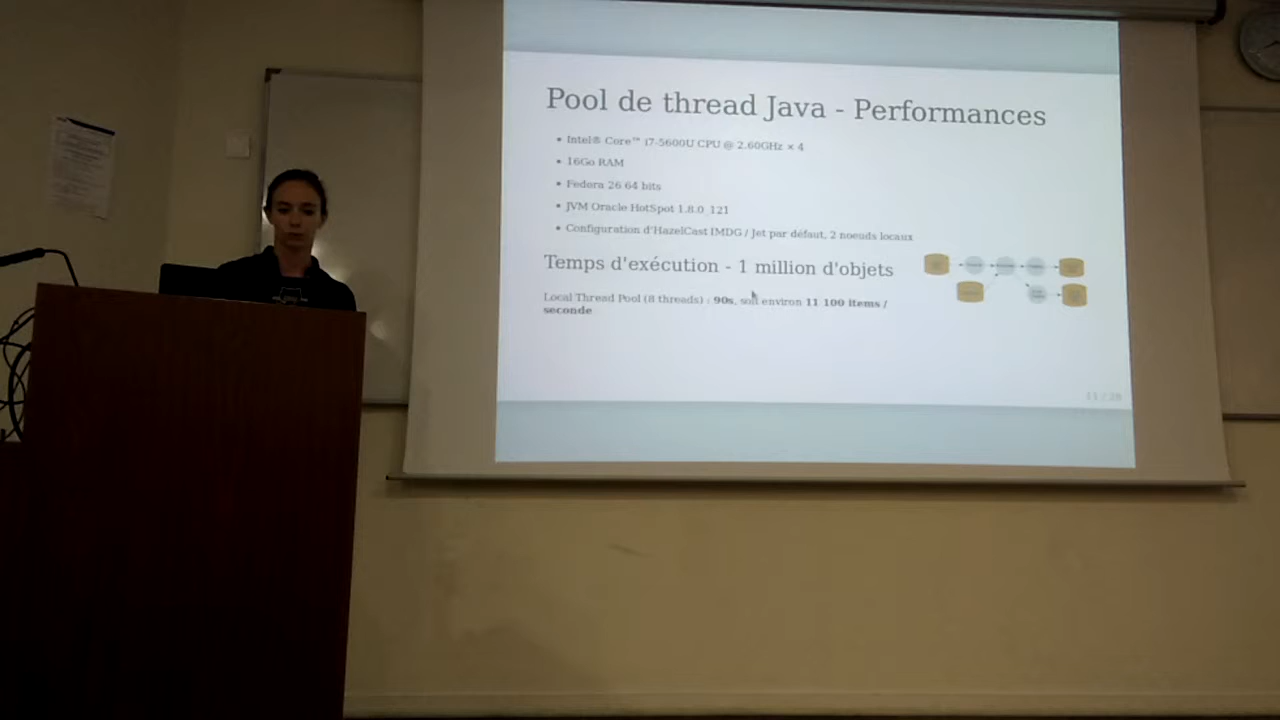 Pool de thread Java - Performances
• Intel® Core™ i7-5600U CPU @ 2.60GHz × 4
• 16Go RAM
• Fedora 26 64 bits
• JVM Oracle HotSpot 1.8.0_121
• Configuration d'HazelCast IMDG / Jet par défaut, 2 noeuds locaux
Temps d'exécution - 1 million d'objets
Local Thread Pool (8 threads) : 90s, soit environ 11 100 items /
seconde